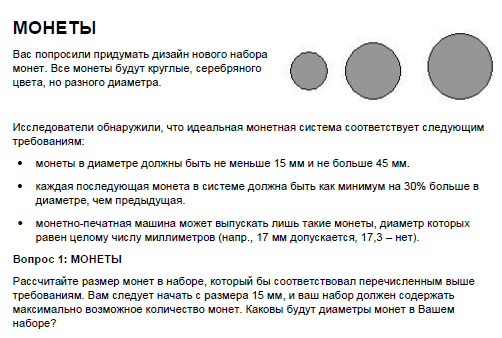 МОНЕТЫ
Вас попросили придумать дизайн нового набора
монет. Все монеты будут круглые, серебряного
цвета, но разного диаметра.
Исследователи обнаружили, что идеальная монетная система соответствует следующим
требованиям:
• монеты в диаметре должны быть не меньше 15 мм и не больше 45 мм.
• каждая последующая монета в системе должна быть как минимум на 30% больше в
диаметре, чем предыдущая.
• монетно-печатная машина может выпускать лишь такие монеты, диаметр которых
равен целому числу миллиметров (напр., 17 мм допускается, 17,3 – нет).
Вопрос 1: МОНЕТЫ
Рассчитайте размер монет в наборе, который бы соответствовал перечисленным выше
требованиям. Вам следует начать с размера 15 мм, и ваш набор должен содержать
максимально возможное количество монет. Каковы будут диаметры монет в Вашем
наборе?